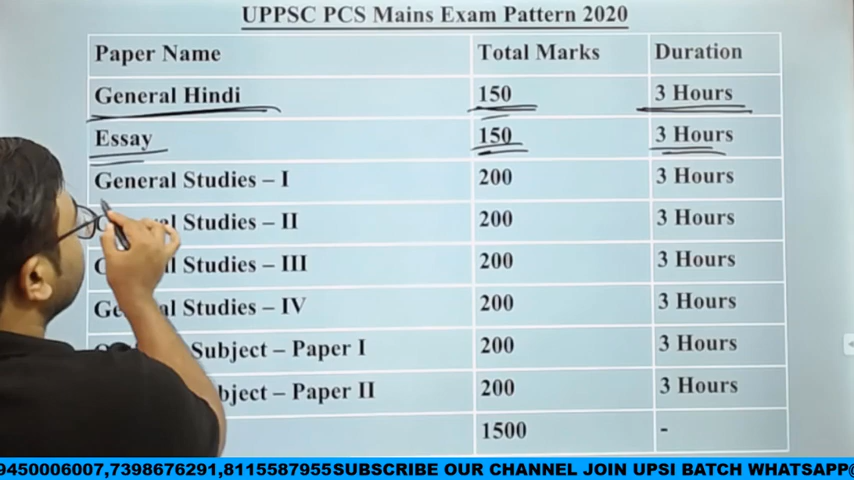 UPPSC PCS Mains Exam Pattern 2020
Paper Name Total Marks Duration
General Hindi 150 3 Hours
Essay 150 3 Hours
General Studies – I 200 3 Hours
Studies – II 200 3 Hours
Studies – III 200 3 Hours
Studies – IV 200 3 Hours
Subject – Paper I 200 3 Hours
– Paper II 200 3 Hours
1500 -
9450006007,7398676291,8115587955SUBSCRIBE OUR CHANNEL JOIN UPSI BATCH WHATSAPP@